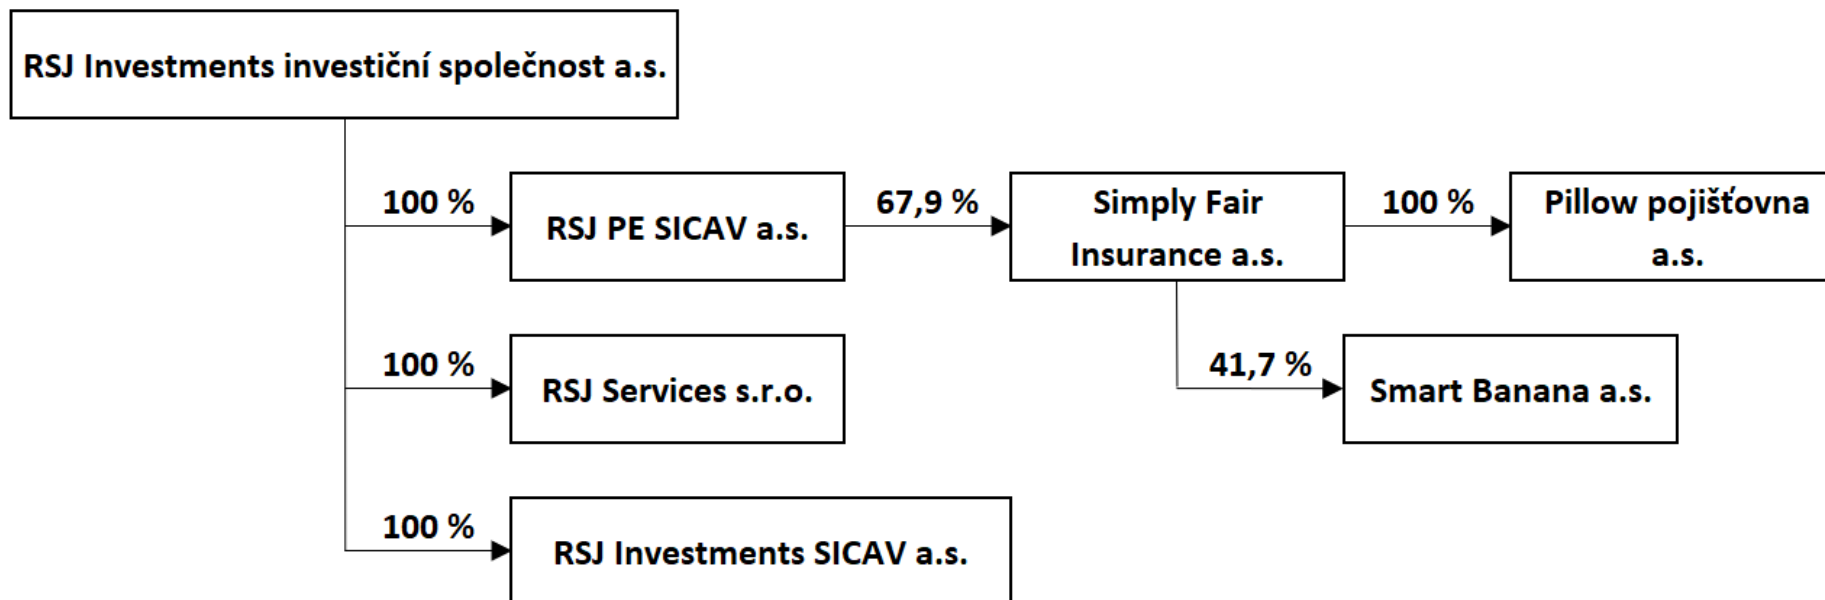 RSJ Investments investiční společnost a.s.
100 %
RSJ PE SICAV a.s.
67,9 %
Simply Fair
Insurance a.s.
100 %
Pillow pojišťovna
a.s.
100 %
RSJ Services s.r.o.
41,7 %
Smart Banana a.s.
100 %
RSJ Investments SICAV a.s.